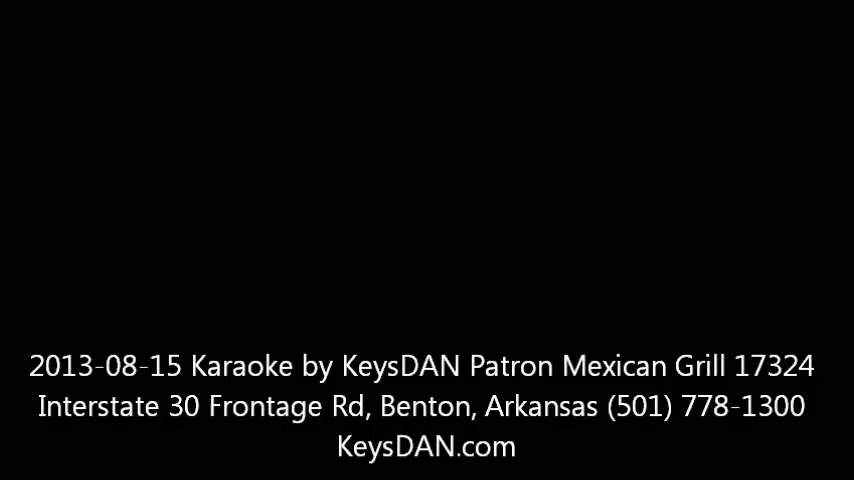 2013-08-15 Karaoke by KeysDAN Patron Mexican Grill 17324
Interstate 30 Frontage Rd, Benton, Arkansas (501) 778-1300
KeysDAN.com